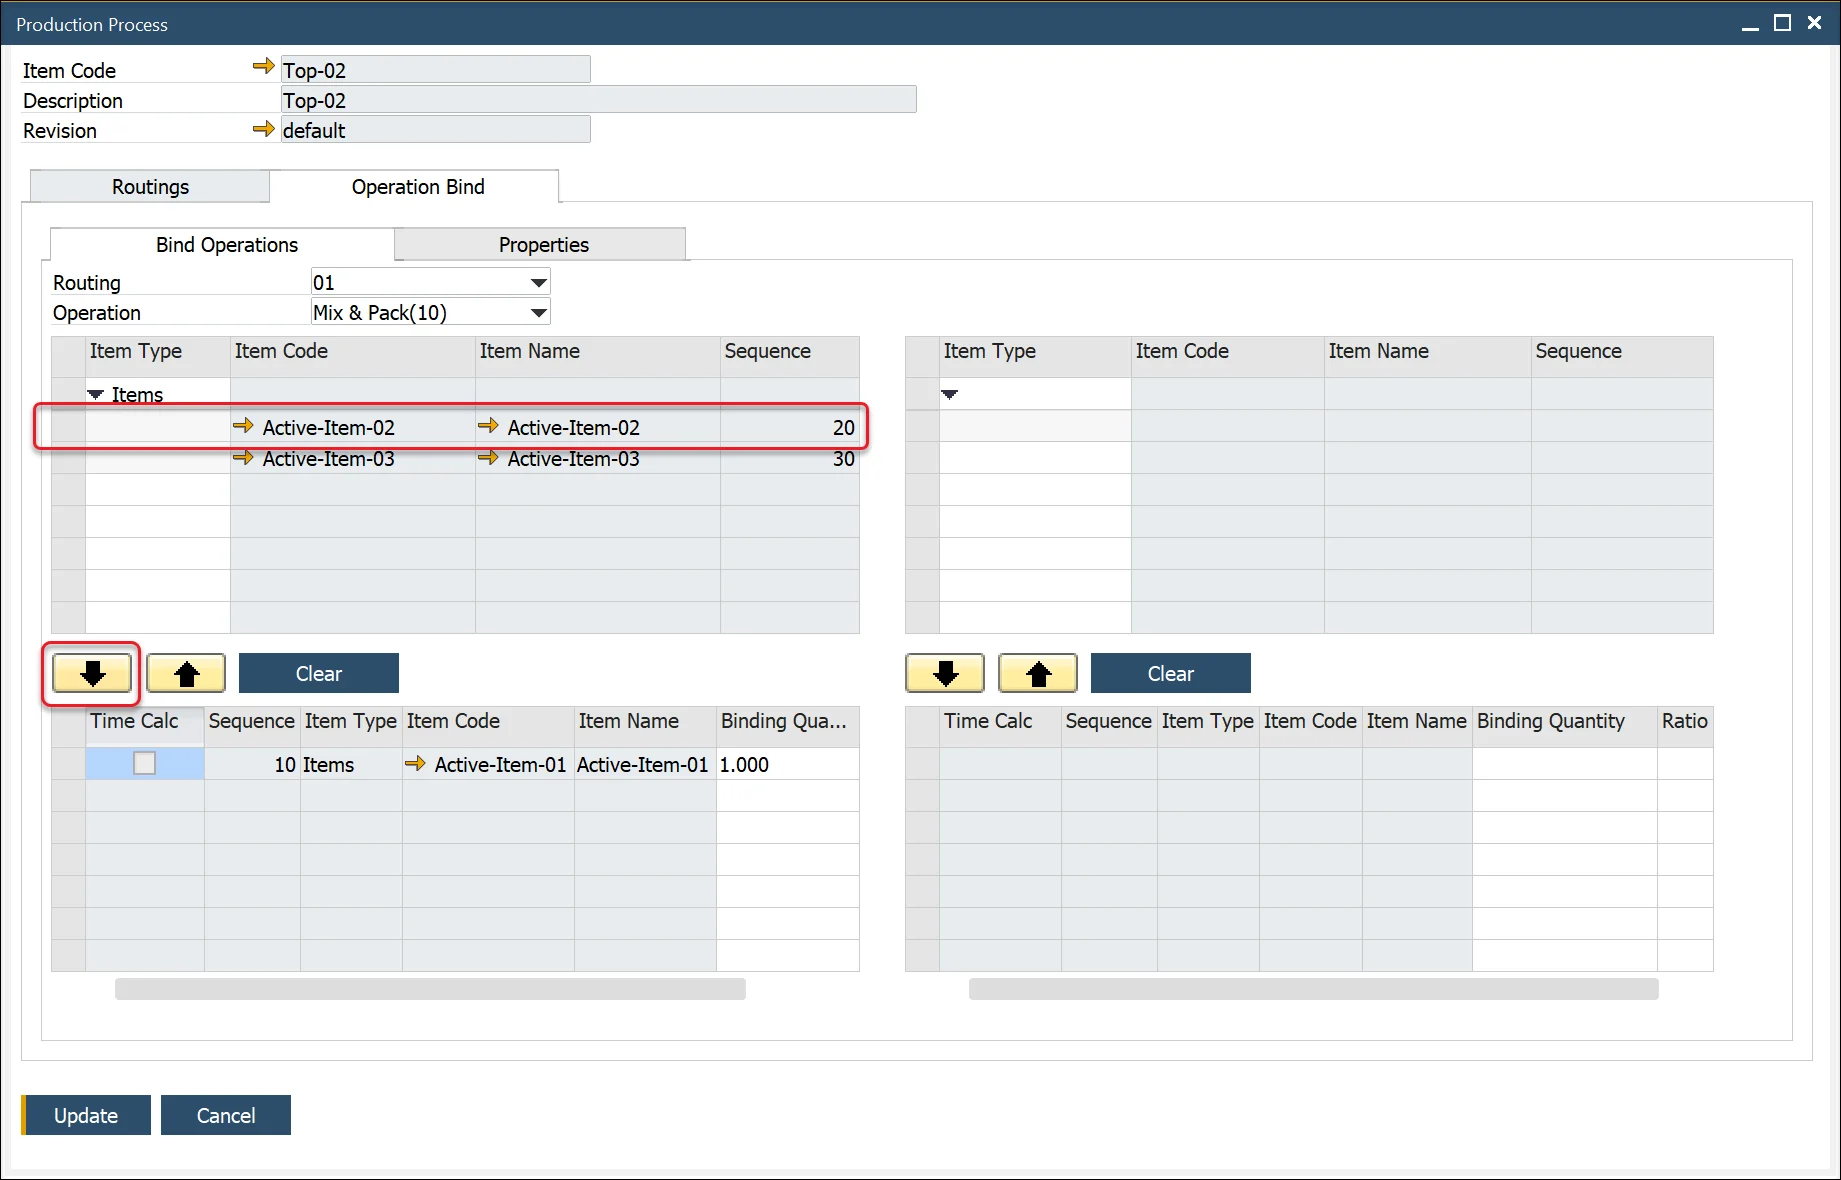 Production Process
Item Code Top-02
Description Top-02
Revision default
Routings Operation Bind
Bind Operations Properties
Routing 01
Operation Mix & Pack(10)
Item Type Item Code Item Name Sequence Item Type Item Code Item Name Sequence
Items
Active-Item-02 Active-Item-02 20
Active-Item-03 Active-Item-03 30
Clear Clear
Time Calc Sequence Item Type Item Code Item Name Binding Qua... Time Calc Sequence Item Type Item Code Item Name Binding Quantity Ratio
10 Items Active-Item-01 Active-Item-01 1.000
Update Cancel